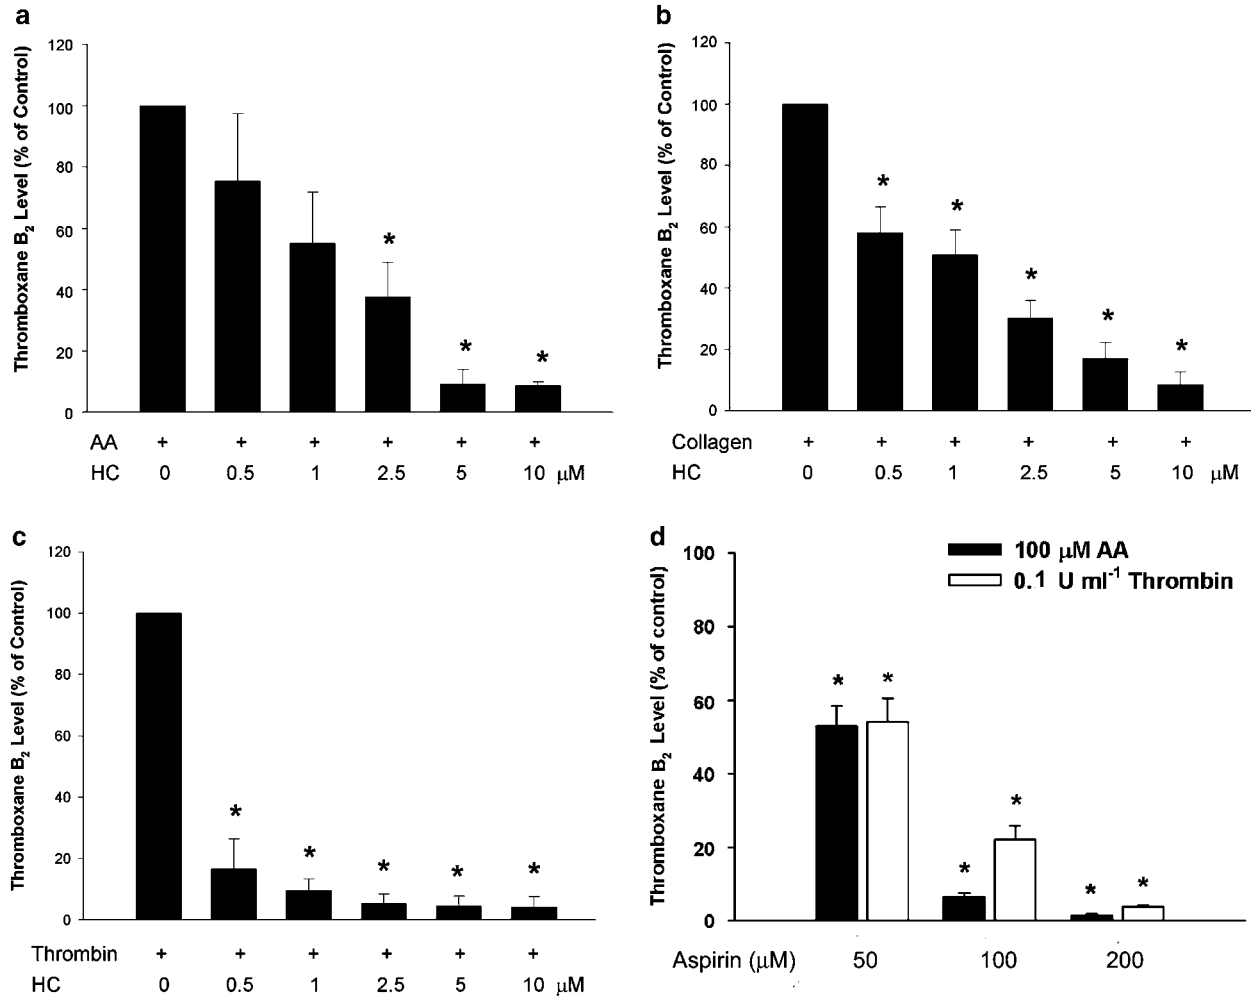 a
Thromboxane B2 Level (% of Control)
120
100
80
60
40
20
0
* * *
AA + + + + + +
HC 0 0.5 1 2.5 5 10 μM
b
Thromboxane B2 Level (% of Control)
120
100
80
60
40
20
0
* * * * *
Collagen + + + + + +
HC 0 0.5 1 2.5 5 10 μM
c
Thromboxane B2 Level (% of Control)
120
100
80
60
40
20
0
* * * * *
Thrombin + + + + + +
HC 0 0.5 1 2.5 5 10 μM
d
Thromboxane B2 Level (% of control)
100
80
60
40
20
0
100 μM AA
0.1 U ml-1 Thrombin
* * * * * *
Aspirin (μM) 50 100 200